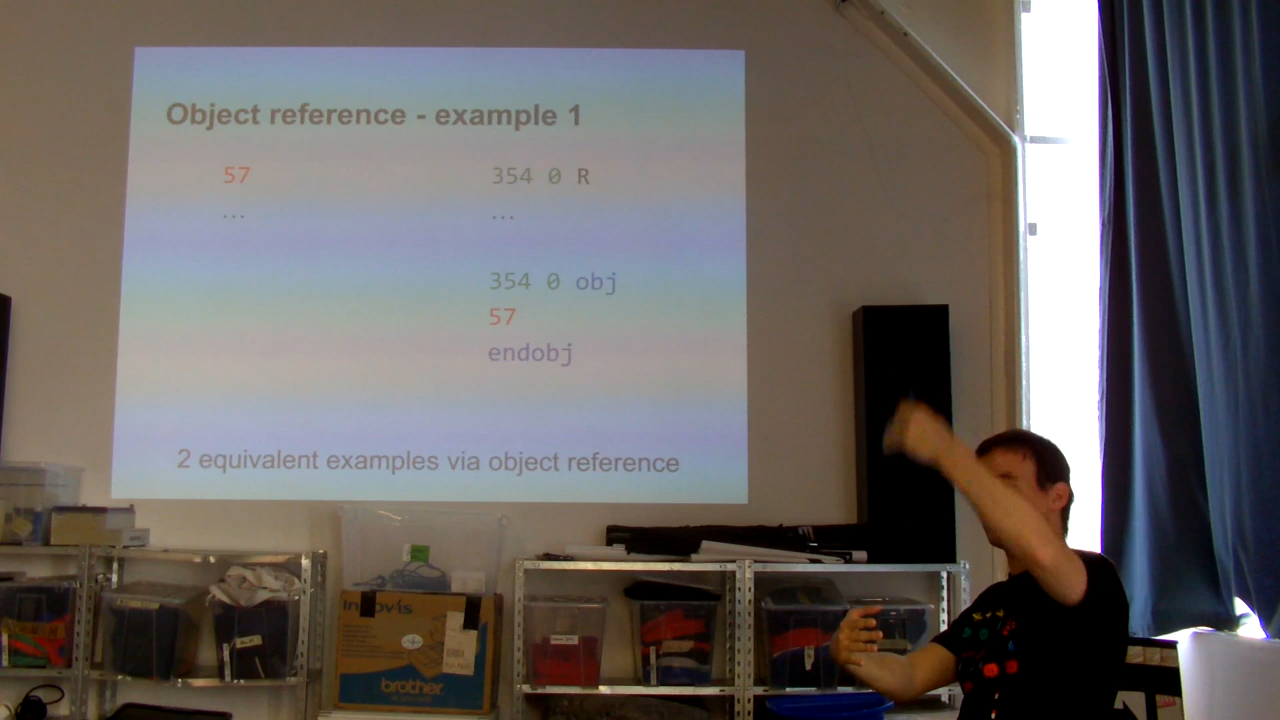 Object reference - example 1
57
...
354 0 R
...
354 0 obj
57
endobj
2 equivalent examples via object reference
brother